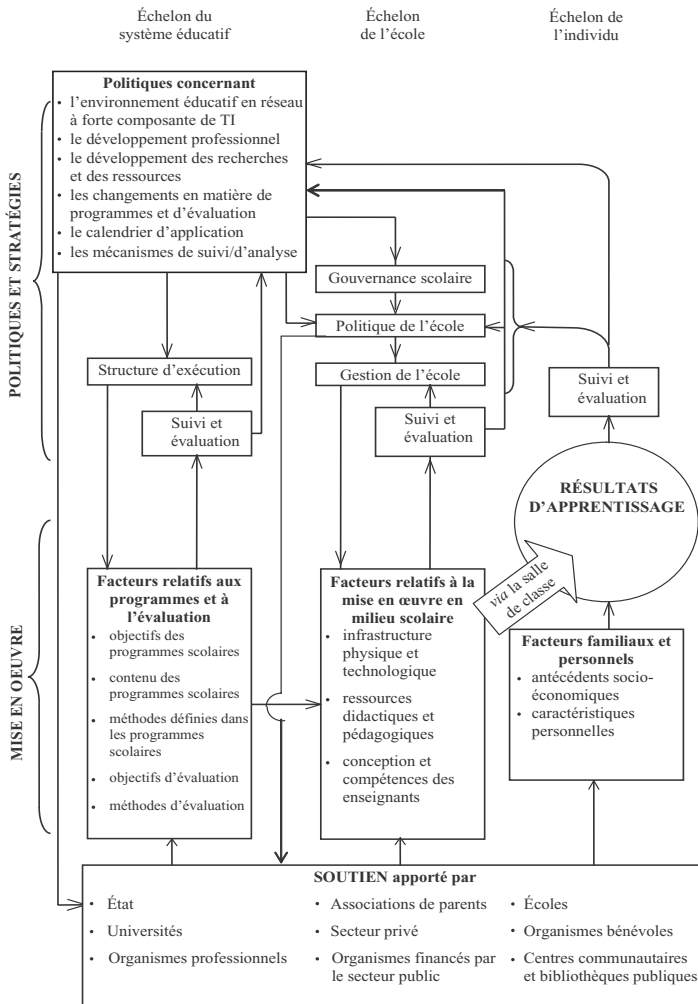 Échelon du
système éducatif
Échelon
de l'école
Échelon de
l'individu
POLITIQUES ET STRATÉGIES
Politiques concernant
• l'environnement éducatif en réseau
à forte composante de TI
• le développement professionnel
• le développement des recherches
et des ressources
• les changements en matière de
programmes et d'évaluation
• le calendrier d'application
• les mécanismes de suivi/d'analyse
Gouvernance scolaire
Politique de l'école
Structure d'exécution
Gestion de l'école
Suivi et
évaluation
Suivi et
évaluation
Suivi et
évaluation
RÉSULTATS
D'APPRENTISSAGE
via la salle
de classe
MISE EN OEUVRE
Facteurs relatifs aux
programmes et à
l'évaluation
• objectifs des
programmes scolaires
• contenu des
programmes scolaires
• méthodes définies dans
les programmes
scolaires
• objectifs d'évaluation
• méthodes d'évaluation
Facteurs relatifs à la
mise en œuvre en
milieu scolaire
• infrastructure
physique et
technologique
• ressources
didactiques et
pédagogiques
• conception et
compétences des
enseignants
Facteurs familiaux et
personnels
• antécédents socio-
économiques
• caractéristiques
personnelles
SOUTIEN apporté par
• État
• Universités
• Organismes professionnels
• Associations de parents
• Secteur privé
• Organismes financés par
le secteur public
• Écoles
• Organismes bénévoles
• Centres communautaires
et bibliothèques publiques